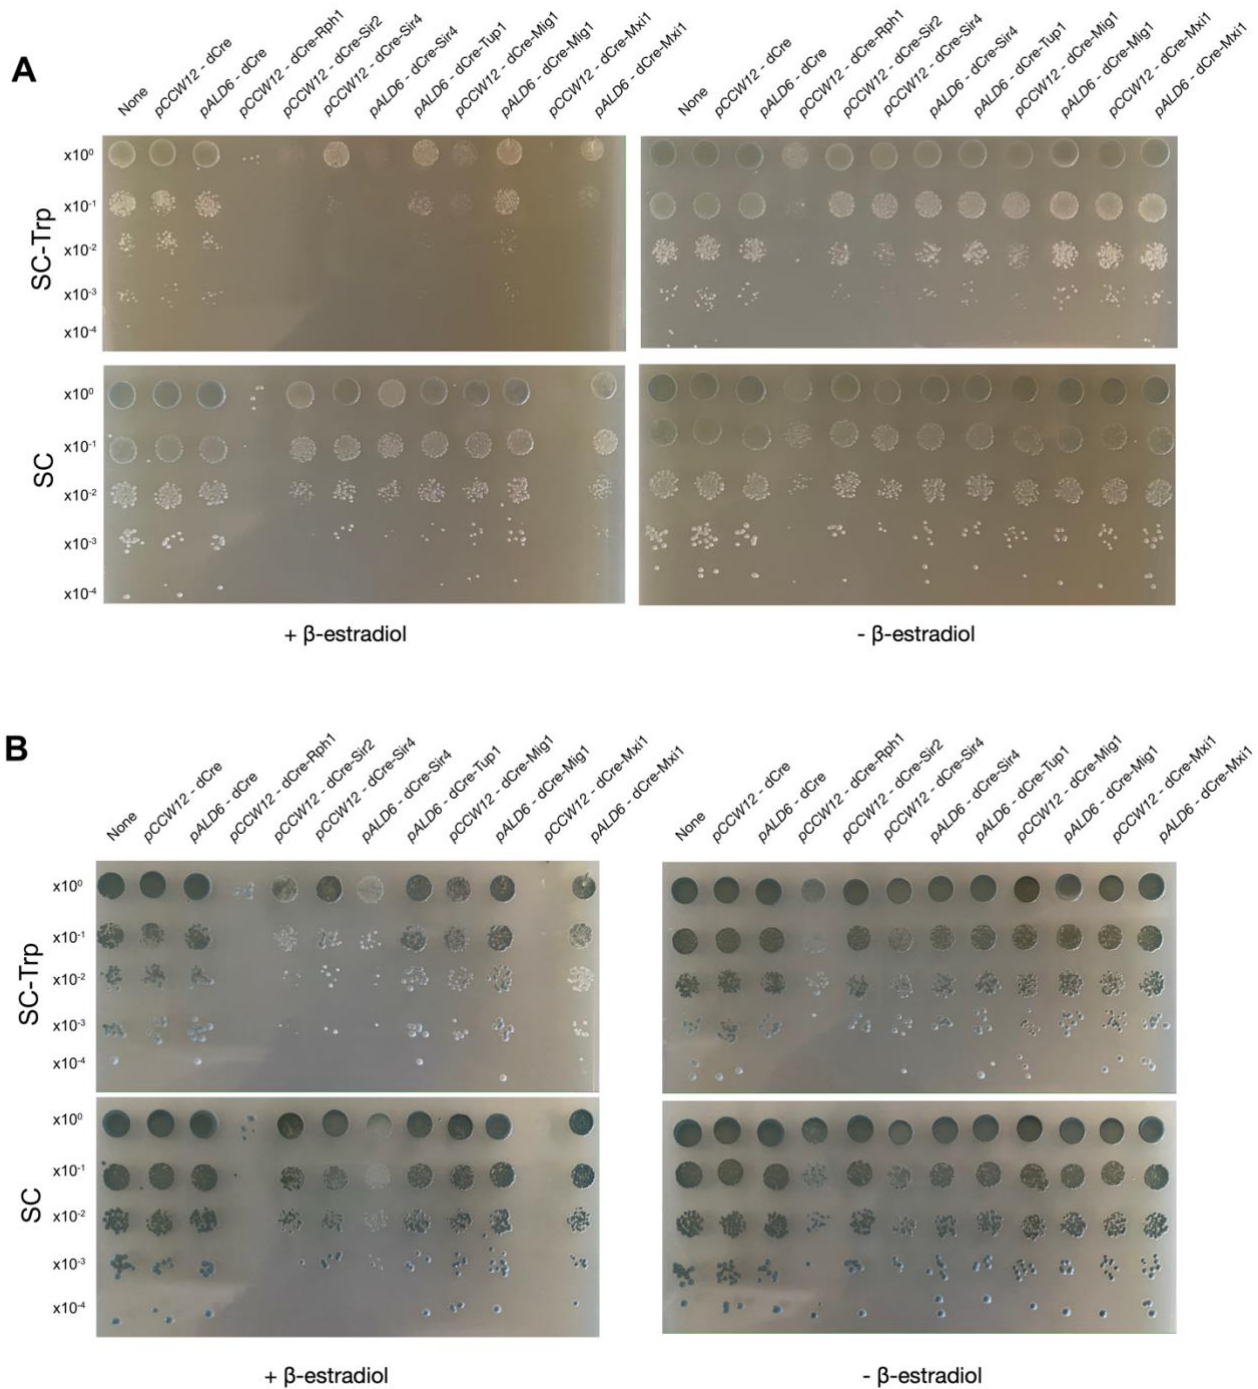 A
None
pCCW12 - dCre
pALD6 - dCre
pCCW12 - dCre-Rph1
pCCW12 - dCre-Sir2
pCCW12 - dCre-Sir4
pALD6 - dCre-Sir4
pALD6 - dCre-Tup1
pCCW12 - dCre-Mig1
pALD6 - dCre-Mig1
pCCW12 - dCre-Mxi1
pALD6 - dCre-Mxi1
None
pCCW12 - dCre
pALD6 - dCre
pCCW12 - dCre-Rph1
pCCW12 - dCre-Sir2
pCCW12 - dCre-Sir4
pALD6 - dCre-Sir4
pALD6 - dCre-Tup1
pCCW12 - dCre-Mig1
pALD6 - dCre-Mig1
pCCW12 - dCre-Mxi1
pALD6 - dCre-Mxi1
SC-Trp
x10⁰
x10⁻¹
x10⁻²
x10⁻³
x10⁻⁴
SC
x10⁰
x10⁻¹
x10⁻²
x10⁻³
x10⁻⁴
+ β-estradiol
- β-estradiol
B
None
pCCW12 - dCre
pALD6 - dCre
pCCW12 - dCre-Rph1
pCCW12 - dCre-Sir2
pCCW12 - dCre-Sir4
pALD6 - dCre-Sir4
pALD6 - dCre-Tup1
pCCW12 - dCre-Mig1
pALD6 - dCre-Mig1
pCCW12 - dCre-Mxi1
pALD6 - dCre-Mxi1
None
pCCW12 - dCre
pALD6 - dCre
pCCW12 - dCre-Rph1
pCCW12 - dCre-Sir2
pCCW12 - dCre-Sir4
pALD6 - dCre-Sir4
pALD6 - dCre-Tup1
pCCW12 - dCre-Mig1
pALD6 - dCre-Mig1
pCCW12 - dCre-Mxi1
pALD6 - dCre-Mxi1
SC-Trp
x10⁰
x10⁻¹
x10⁻²
x10⁻³
x10⁻⁴
SC
x10⁰
x10⁻¹
x10⁻²
x10⁻³
x10⁻⁴
+ β-estradiol
- β-estradiol